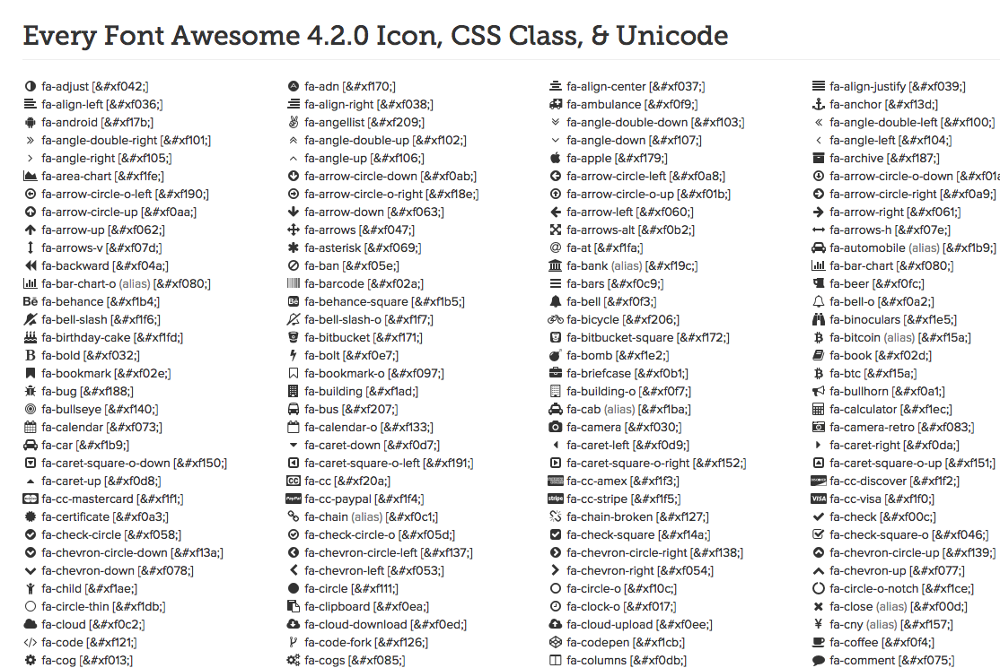 Every Font Awesome 4.2.0 Icon, CSS Class, & Unicode
fa-adjust [&#xf042;] fa-adn [&#xf170;] fa-align-center [&#xf037;] fa-align-justify [&#xf039;]
fa-align-left [&#xf036;] fa-align-right [&#xf038;] fa-ambulance [&#xf0f9;] fa-anchor [&#xf13d;]
fa-android [&#xf17b;] fa-angellist [&#xf209;] fa-angle-double-down [&#xf103;] fa-angle-double-left [&#xf100;]
fa-angle-double-right [&#xf101;] fa-angle-double-up [&#xf102;] fa-angle-down [&#xf107;] fa-angle-left [&#xf104;]
fa-angle-right [&#xf105;] fa-angle-up [&#xf106;] fa-apple [&#xf179;] fa-archive [&#xf187;]
fa-area-chart [&#xf1fe;] fa-arrow-circle-down [&#xf0ab;] fa-arrow-circle-left [&#xf0a8;] fa-arrow-circle-o-down [&#xf01a
fa-arrow-circle-o-left [&#xf190;] fa-arrow-circle-o-right [&#xf18e;] fa-arrow-circle-o-up [&#xf01b;] fa-arrow-circle-right [&#xf0a9;]
fa-arrow-circle-up [&#xf0aa;] fa-arrow-down [&#xf063;] fa-arrow-left [&#xf060;] fa-arrow-right [&#xf061;]
fa-arrow-up [&#xf062;] fa-arrows [&#xf047;] fa-arrows-alt [&#xf0b2;] fa-arrows-h [&#xf07e;]
fa-arrows-v [&#xf07d;] fa-asterisk [&#xf069;] fa-at [&#xf1fa;] fa-automobile (alias) [&#xf1b9;]
fa-backward [&#xf04a;] fa-ban [&#xf05e;] fa-bank (alias) [&#xf19c;] fa-bar-chart [&#xf080;]
fa-bar-chart-o (alias) [&#xf080;] fa-barcode [&#xf02a;] fa-bars [&#xf0c9;] fa-beer [&#xf0fc;]
Bē fa-behance [&#xf1b4;] Bē fa-behance-square [&#xf1b5;] fa-bell [&#xf0f3;] fa-bell-o [&#xf0a2;]
fa-bell-slash [&#xf1f6;] fa-bell-slash-o [&#xf1f7;] fa-bicycle [&#xf206;] fa-binoculars [&#xf1e5;]
fa-birthday-cake [&#xf1fd;] fa-bitbucket [&#xf171;] fa-bitbucket-square [&#xf172;] fa-bitcoin (alias) [&#xf15a;]
B fa-bold [&#xf032;] fa-bolt [&#xf0e7;] fa-bomb [&#xf1e2;] fa-book [&#xf02d;]
fa-bookmark [&#xf02e;] fa-bookmark-o [&#xf097;] fa-briefcase [&#xf0b1;] fa-btc [&#xf15a;]
fa-bug [&#xf188;] fa-building [&#xf1ad;] fa-building-o [&#xf0f7;] fa-bullhorn [&#xf0a1;]
fa-bullseye [&#xf140;] fa-bus [&#xf207;] fa-cab (alias) [&#xf1ba;] fa-calculator [&#xf1ec;]
fa-calendar [&#xf073;] fa-calendar-o [&#xf133;] fa-camera [&#xf030;] fa-camera-retro [&#xf083;]
fa-car [&#xf1b9;] fa-caret-down [&#xf0d7;] fa-caret-left [&#xf0d9;] fa-caret-right [&#xf0da;]
fa-caret-square-o-down [&#xf150;] fa-caret-square-o-left [&#xf191;] fa-caret-square-o-right [&#xf152;] fa-caret-square-o-up [&#xf151;]
fa-caret-up [&#xf0d8;] CC fa-cc [&#xf20a;] fa-cc-amex [&#xf1f3;] DISCOVER fa-cc-discover [&#xf1f2;]
fa-cc-mastercard [&#xf1f1;] PayPal fa-cc-paypal [&#xf1f4;] stripe fa-cc-stripe [&#xf1f5;] VISA fa-cc-visa [&#xf1f0;]
fa-certificate [&#xf0a3;] fa-chain (alias) [&#xf0c1;] fa-chain-broken [&#xf127;] fa-check [&#xf00c;]
fa-check-circle [&#xf058;] fa-check-circle-o [&#xf05d;] fa-check-square [&#xf14a;] fa-check-square-o [&#xf046;]
fa-chevron-circle-down [&#xf13a;] fa-chevron-circle-left [&#xf137;] fa-chevron-circle-right [&#xf138;] fa-chevron-circle-up [&#xf139;]
fa-chevron-down [&#xf078;] fa-chevron-left [&#xf053;] fa-chevron-right [&#xf054;] fa-chevron-up [&#xf077;]
fa-child [&#xf1ae;] fa-circle [&#xf111;] fa-circle-o [&#xf10c;] fa-circle-o-notch [&#xf1ce;]
fa-circle-thin [&#xf1db;] fa-clipboard [&#xf0ea;] fa-clock-o [&#xf017;] fa-close (alias) [&#xf00d;]
fa-cloud [&#xf0c2;] fa-cloud-download [&#xf0ed;] fa-cloud-upload [&#xf0ee;] ¥ fa-cny (alias) [&#xf157;]
fa-code [&#xf121;] fa-code-fork [&#xf126;] fa-codepen [&#xf1cb;] fa-coffee [&#xf0f4;]
fa-cog [&#xf013;] fa-cogs [&#xf085;] fa-columns [&#xf0db;] fa-comment [&#xf075;]